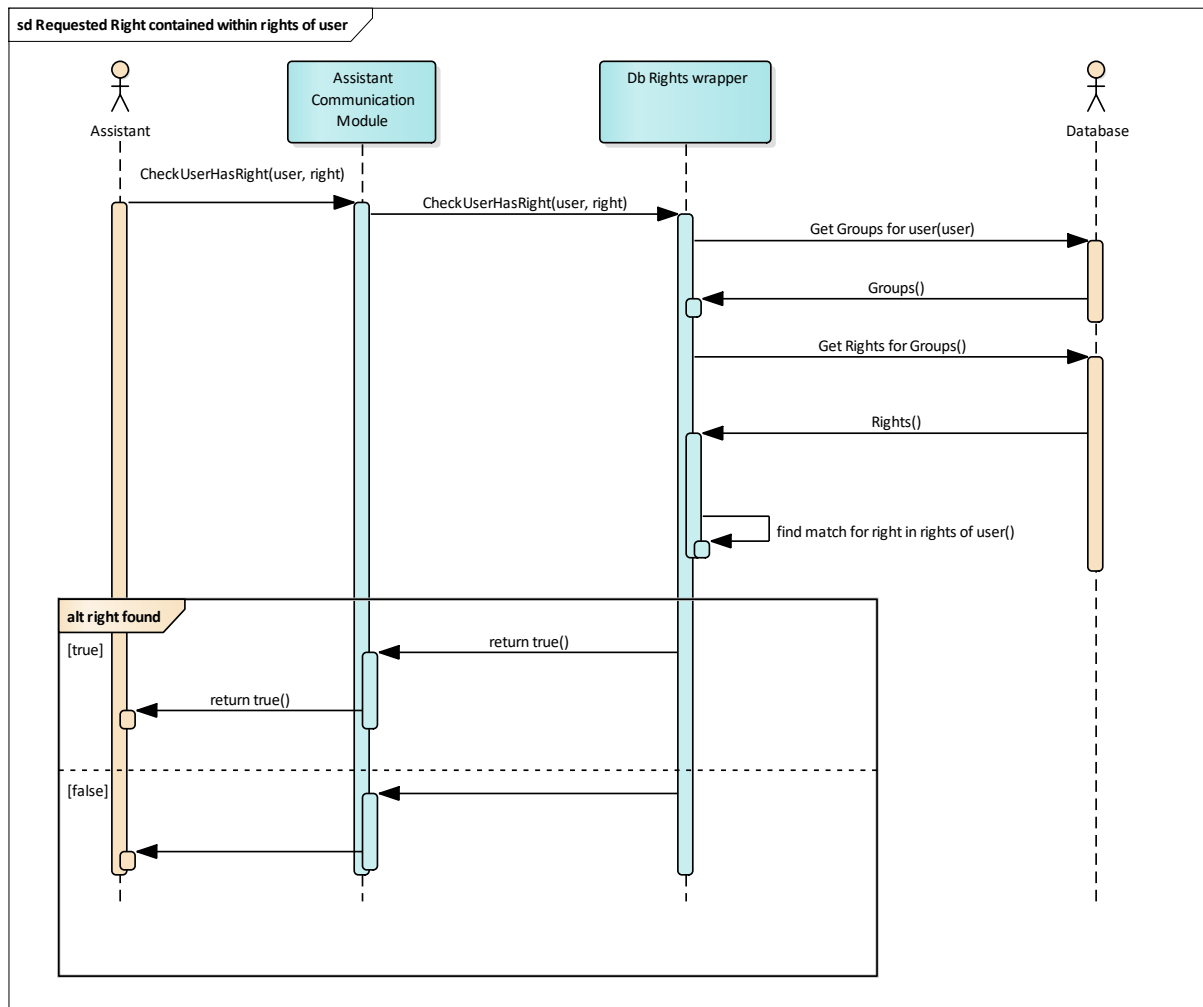 sd Requested Right contained within rights of user
Assistant
Communication
Module
Db Rights wrapper
Assistant
Database
CheckUserHasRight(user, right)
CheckUserHasRight(user, right)
Get Groups for user(user)
Groups()
Get Rights for Groups()
Rights()
find match for right in rights of user()
alt right found
[true]
return true()
return true()
[false]